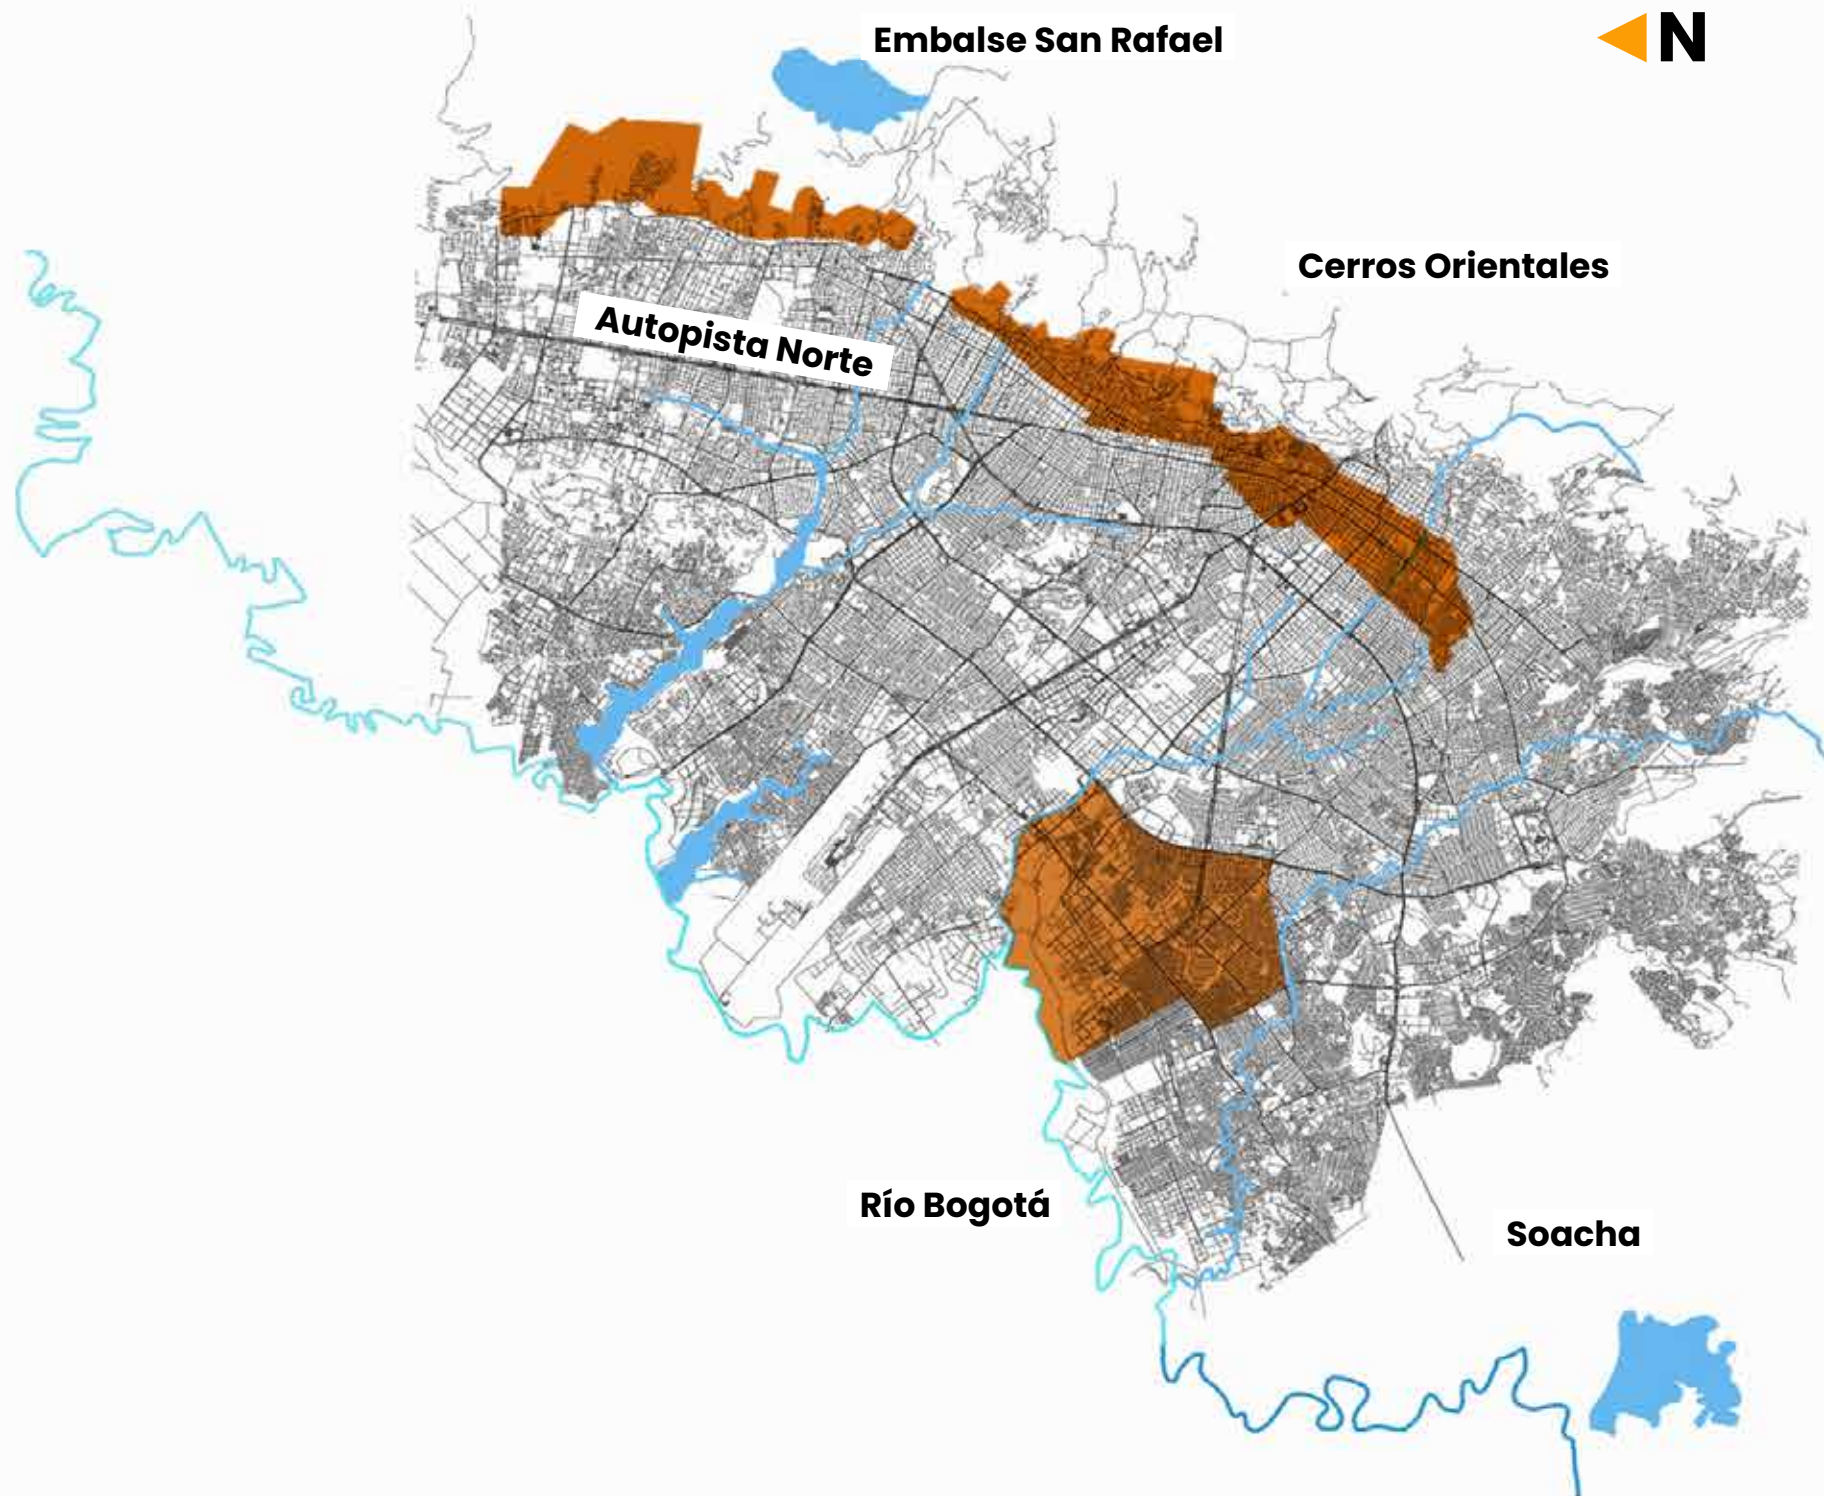 Embalse San Rafael
N
Cerros Orientales
Autopista Norte
Río Bogotá
Soacha